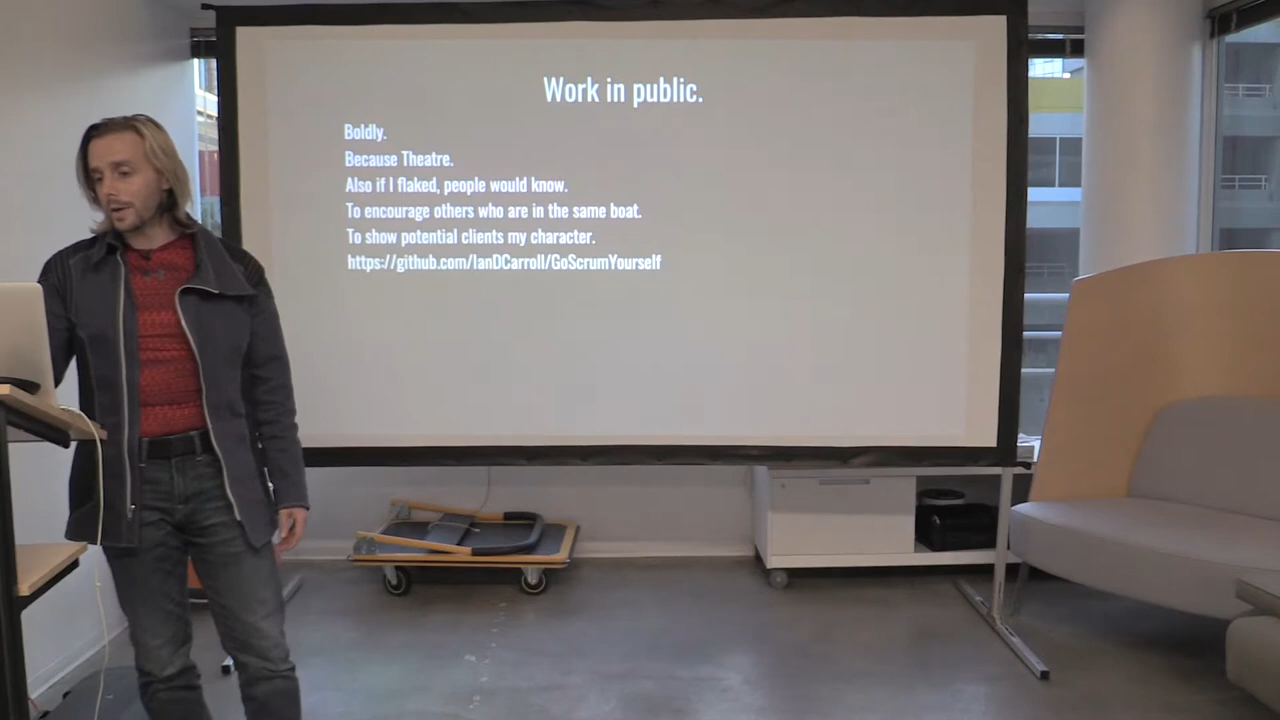 Work in public.
Boldly.
Because Theatre.
Also if I flaked, people would know.
To encourage others who are in the same boat.
To show potential clients my character.
https://github.com/IanDCarroll/GoScrumYourself